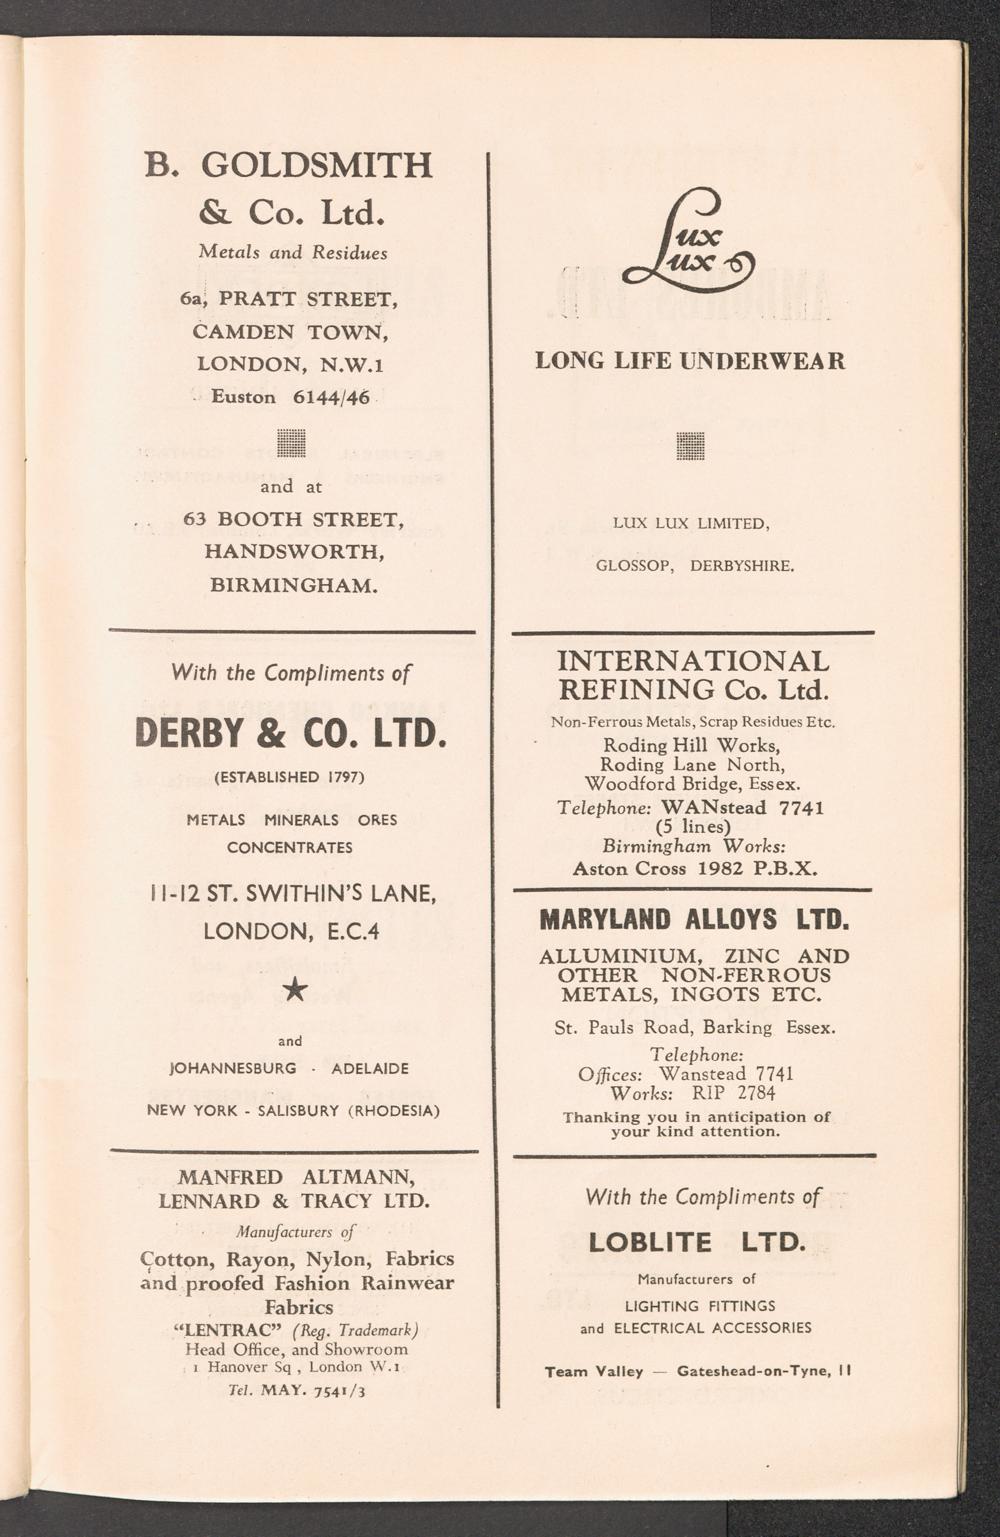 B. GOLDSMITH
& Co. Ltd.
Metals and Residues
6a, PRATT STREET,
CAMDEN TOWN,
LONDON, N.W.1
Euston 6144/46
and at
63 BOOTH STREET,
HANDSWORTH,
BIRMINGHAM.
With the Compliments of
DERBY & CO. LTD.
(ESTABLISHED 1797)
METALS MINERALS ORES
CONCENTRATES
11-12 ST. SWITHIN'S LANE,
LONDON, E.C.4
and
JOHANNESBURG - ADELAIDE
NEW YORK - SALISBURY (RHODESIA)
MANFRED ALTMANN,
LENNARD & TRACY LTD.
Manufacturers of
Cotton, Rayon, Nylon, Fabrics
and proofed Fashion Rainwear
Fabrics
"LENTRAC" (Reg. Trademark)
Head Office, and Showroom
1 Hanover Sq, London W.1
Tel. MAY. 7541/3
Lux
Lux
LONG LIFE UNDERWEAR
LUX LUX LIMITED,
GLOSSOP, DERBYSHIRE.
INTERNATIONAL
REFINING Co. Ltd.
Non-Ferrous Metals, Scrap Residues Etc.
Roding Hill Works,
Roding Lane North,
Woodford Bridge, Essex.
Telephone: WANstead 7741
(5 lines)
Birmingham Works:
Aston Cross 1982 P.B.X.
MARYLAND ALLOYS LTD.
ALLUMINIUM, ZINC AND
OTHER NON-FERROUS
METALS, INGOTS ETC.
St. Pauls Road, Barking Essex.
Telephone:
Offices: Wanstead 7741
Works: RIP 2784
Thanking you in anticipation of
your kind attention.
With the Compliments of
LOBLITE LTD.
Manufacturers of
LIGHTING FITTINGS
and ELECTRICAL ACCESSORIES
Team Valley — Gateshead-on-Tyne, 11